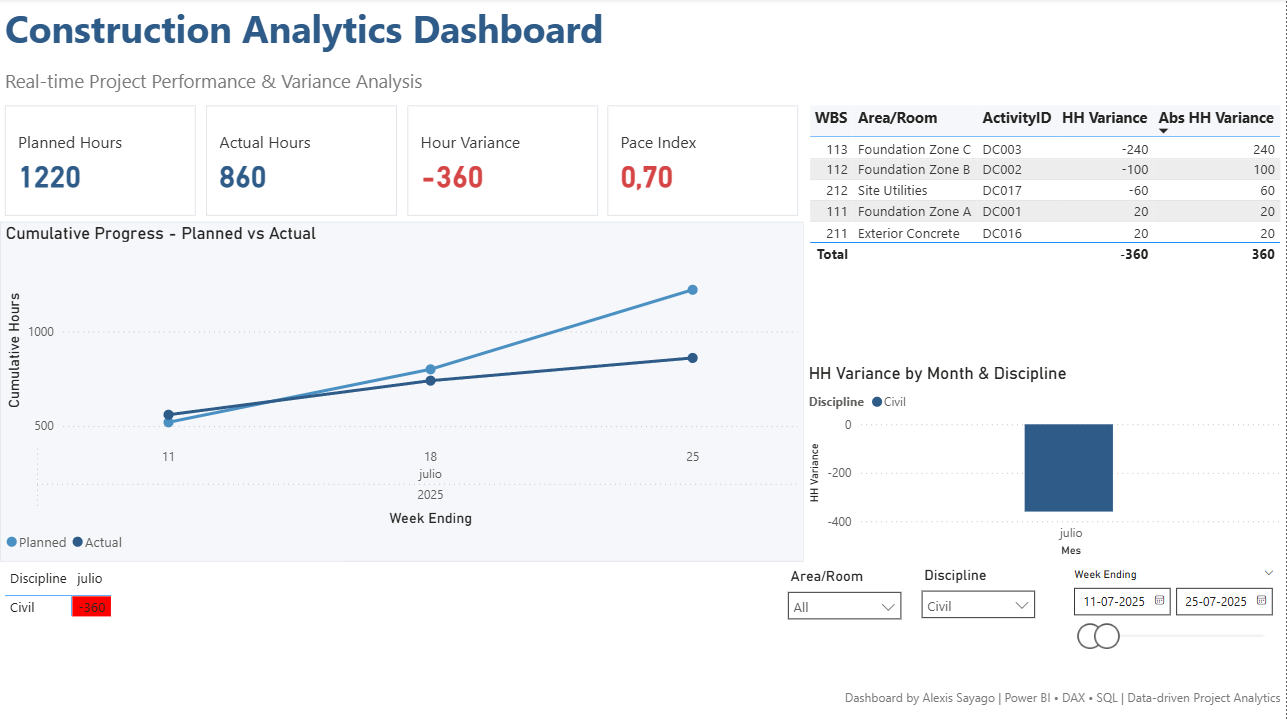 Construction Analytics Dashboard
Real-time Project Performance & Variance Analysis
Planned Hours
1220
Actual Hours
860
Hour Variance
-360
Pace Index
0,70
WBS Area/Room ActivityID HH Variance Abs HH Variance
113 Foundation Zone C DC003 -240 240
112 Foundation Zone B DC002 -100 100
212 Site Utilities DC017 -60 60
111 Foundation Zone A DC001 20 20
211 Exterior Concrete DC016 20 20
Total -360 360
Cumulative Progress - Planned vs Actual
Cumulative Hours
1000
500
11 18 25
julio
2025
Week Ending
Planned Actual
HH Variance by Month & Discipline
Discipline Civil
HH Variance
0
-200
-400
julio
Mes
Discipline julio
Civil -360
Area/Room
All
Discipline
Civil
Week Ending
11-07-2025 25-07-2025
Dashboard by Alexis Sayago | Power BI • DAX • SQL | Data-driven Project Analytics